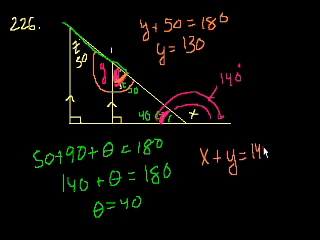 226.
y + 50 = 180°
y = 130
z
50
y
50
140°
40
θ
x
50 + 90 + θ = 180
140 + θ = 180
θ = 40
x + y = 14